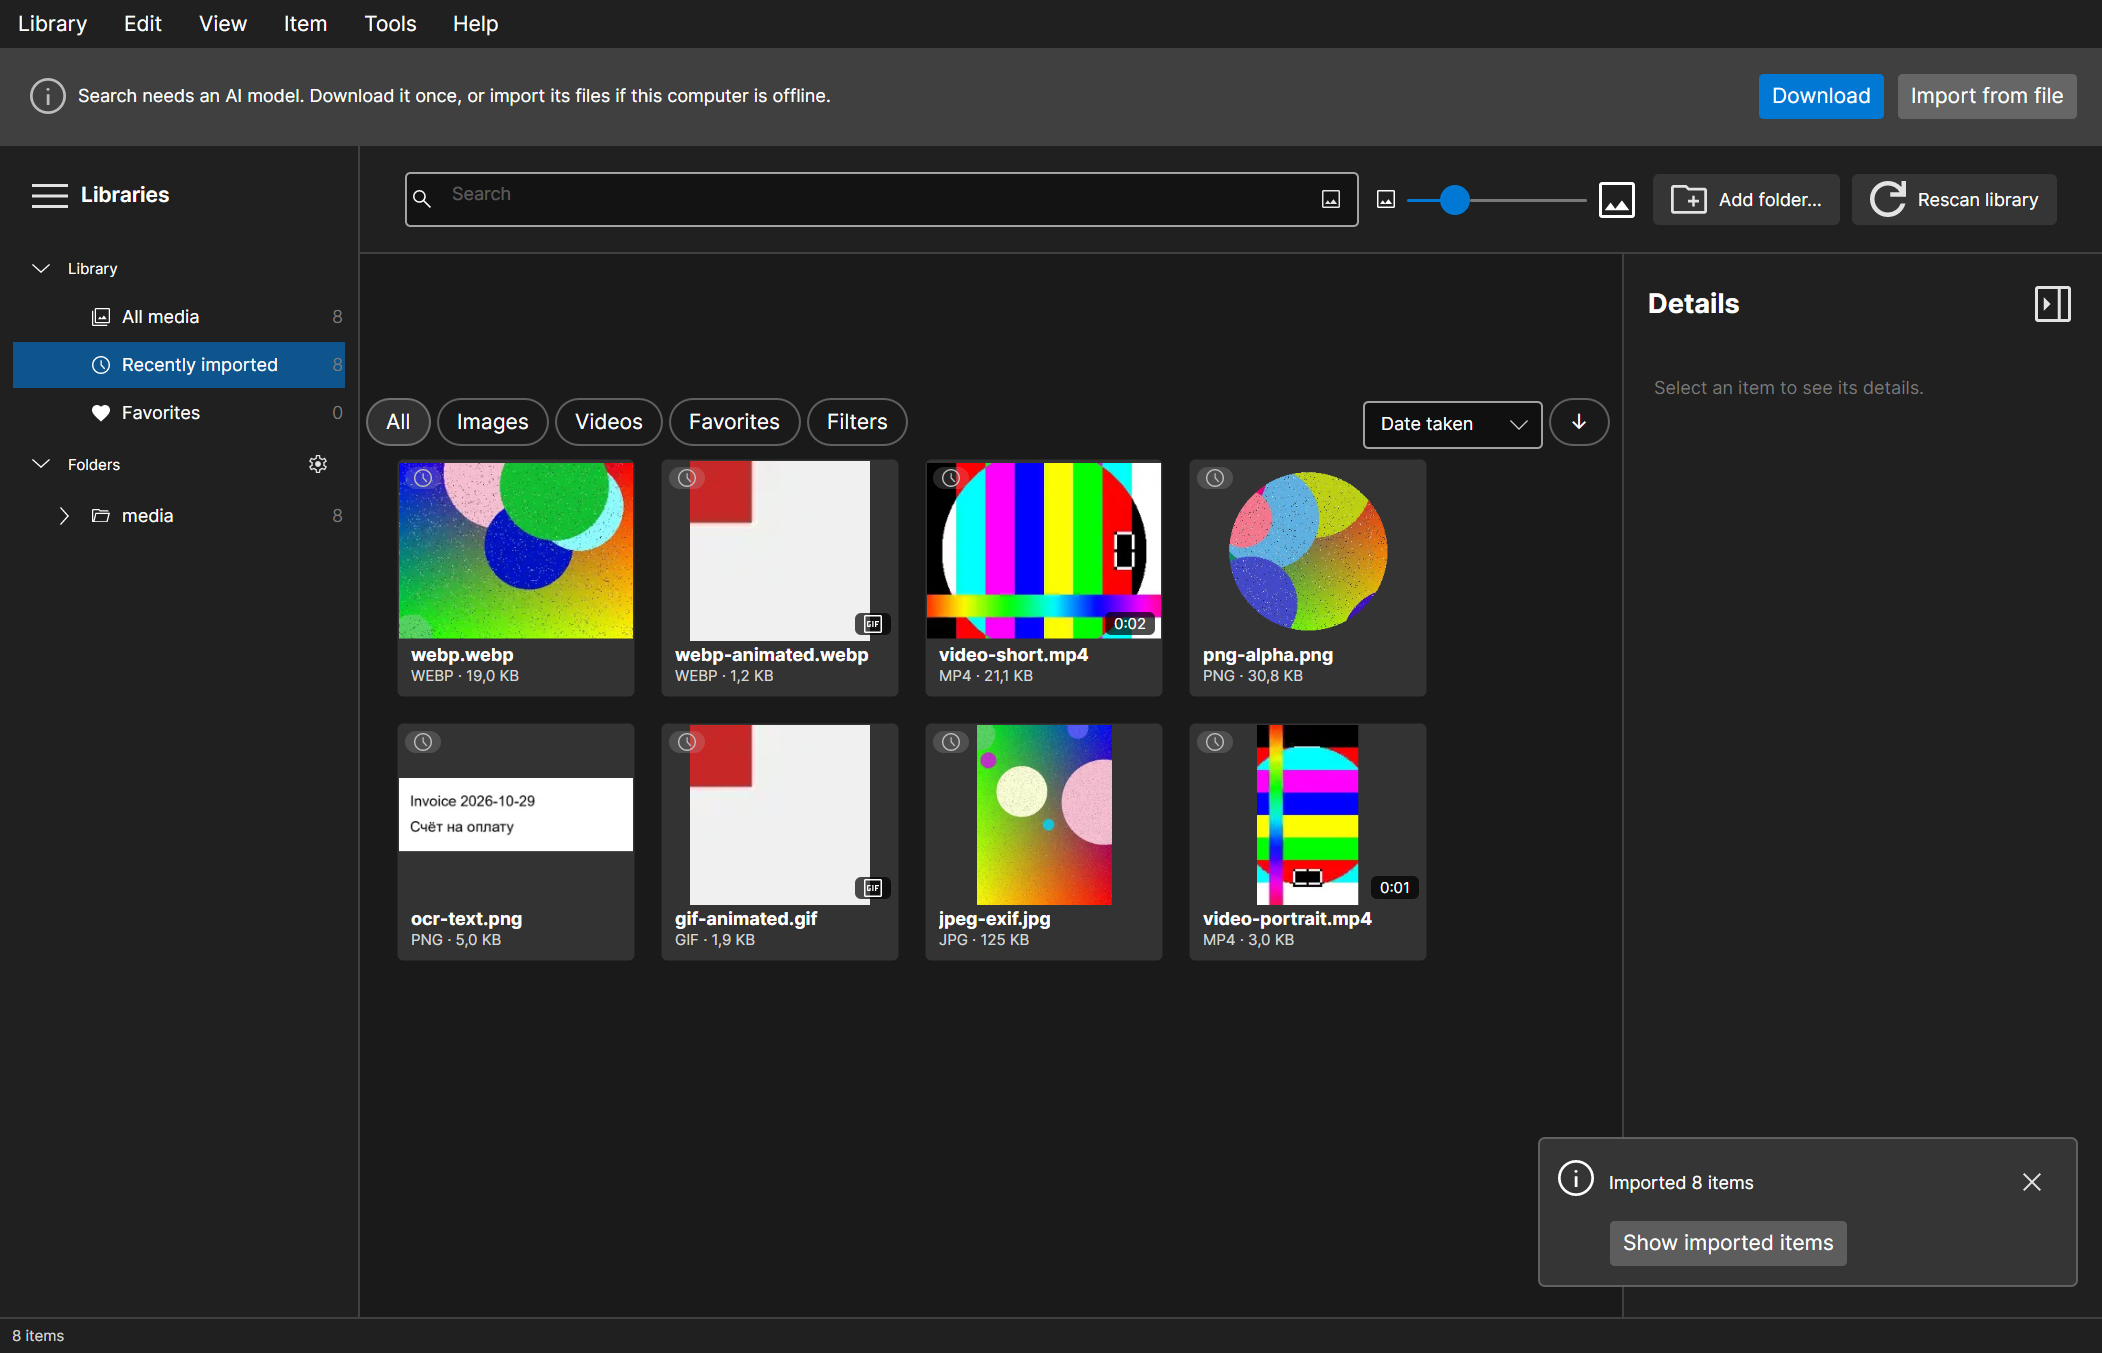 Library Edit View Item Tools Help
Search needs an AI model. Download it once, or import its files if this computer is offline.
Download
Import from file
Libraries
Search
Add folder...
Rescan library
Library
All media 8
Recently imported 8
Favorites 0
Folders
media 8
All
Images
Videos
Favorites
Filters
Date taken
webp.webp
WEBP · 19,0 KB
GIF
webp-animated.webp
WEBP · 1,2 KB
0:02
video-short.mp4
MP4 · 21,1 KB
png-alpha.png
PNG · 30,8 KB
Invoice 2026-10-29
Счёт на оплату
ocr-text.png
PNG · 5,0 KB
GIF
gif-animated.gif
GIF · 1,9 KB
jpeg-exif.jpg
JPG · 125 KB
0:01
video-portrait.mp4
MP4 · 3,0 KB
Details
Select an item to see its details.
Imported 8 items
Show imported items
8 items